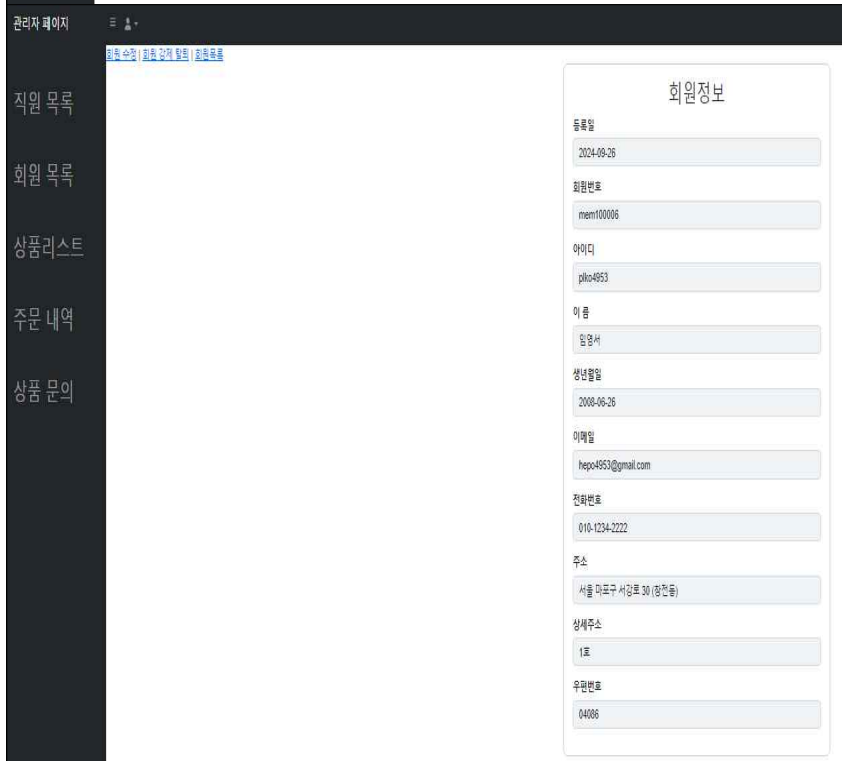 관리자 페이지
회원 수정 | 회원 강제 탈퇴 | 회원목록
직원 목록
회원 목록
상품리스트
주문 내역
상품 문의
회원정보
등록일
2024-09-26
회원번호
mem100006
아이디
plko4953
이 름
임영서
생년월일
2008-06-26
이메일
hepo4953@gmail.com
전화번호
010-1234-2222
주소
서울 마포구 서강로 30 (창전동)
상세주소
1호
우편번호
04086